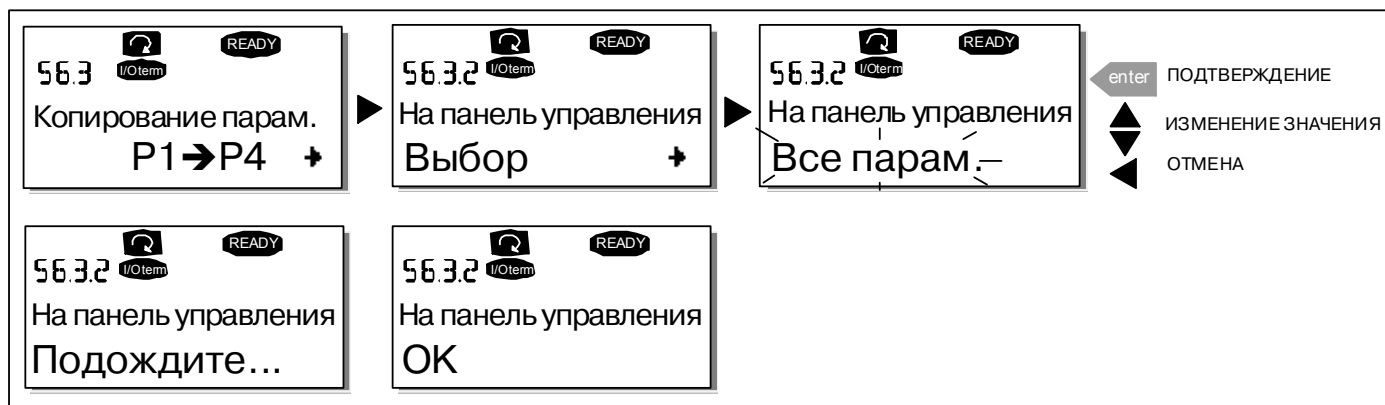 READY
S6.3 I/Oterm
Копирование парам.
P1➔P4
READY
S6.3.2 I/Oterm
На панель управления
Выбор
READY
S6.3.2 I/Oterm
На панель управления
Все парам.
enter ПОДТВЕРЖДЕНИЕ
ИЗМЕНЕНИЕ ЗНАЧЕНИЯ
ОТМЕНА
READY
S6.3.2 I/Oterm
На панель управления
Подождите...
READY
S6.3.2 I/Oterm
На панель управления
OK